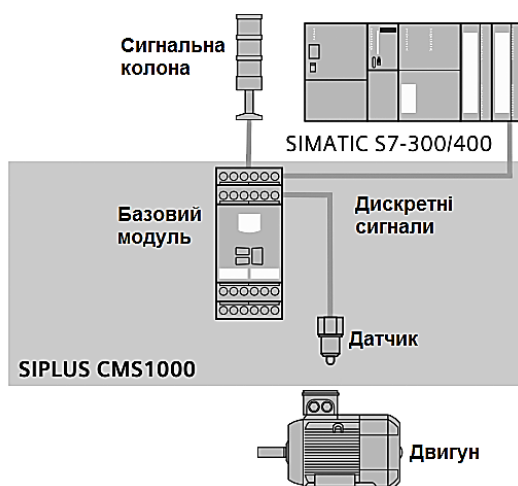 Сигнальна
колона
SIMATIC S7-300/400
Базовий
модуль
Дискретні
сигнали
Датчик
SIPLUS CMS1000
Двигун